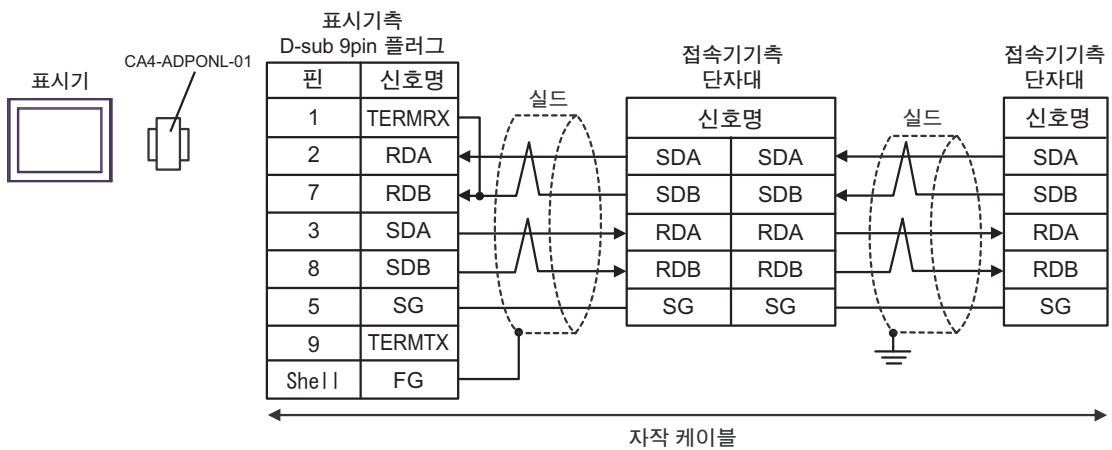 표시기
CA4-ADPONL-01
표시기측
D-sub 9pin 플러그
핀 신호명
1 TERMRX
2 RDA
7 RDB
3 SDA
8 SDB
5 SG
9 TERMTX
Shell FG
실드
접속기기측
단자대
신호명
SDA SDA
SDB SDB
RDA RDA
RDB RDB
SG SG
실드
접속기기측
단자대
신호명
SDA
SDB
RDA
RDB
SG
자작 케이블